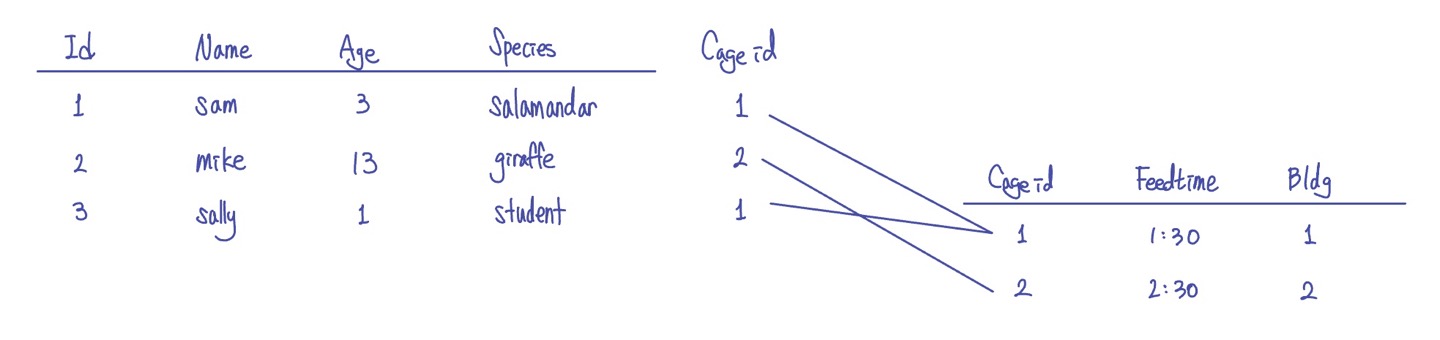 Id Name Age Species Cage id
1 sam 3 salamandar 1
2 mike 13 giraffe 2
3 sally 1 student 1
Cage id Feedtime Bldg
1 1:30 1
2 2:30 2